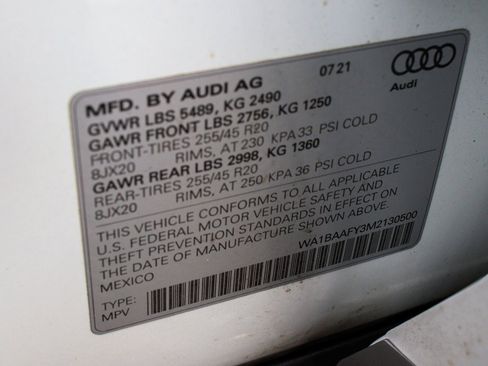 MFD. BY AUDI AG 07 21
GVWR LBS 5489, KG 2490
GAWR FRONT LBS 2756, KG 1250
FRONT-TIRES 255/45 R20
8JX20 RIMS, AT 230 KPA 33 PSI COLD
GAWR REAR LBS 2998, KG 1360
REAR-TIRES 255/45 R20
8JX20 RIMS, AT 250 KPA 36 PSI COLD
Audi
THIS VEHICLE CONFORMS TO ALL APPLICABLE
U.S. FEDERAL MOTOR VEHICLE SAFETY AND
THEFT PREVENTION STANDARDS IN EFFECT ON
THE DATE OF MANUFACTURE SHOWN ABOVE.
MEXICO WA1BAAFY3M2130500
TYPE:
MPV